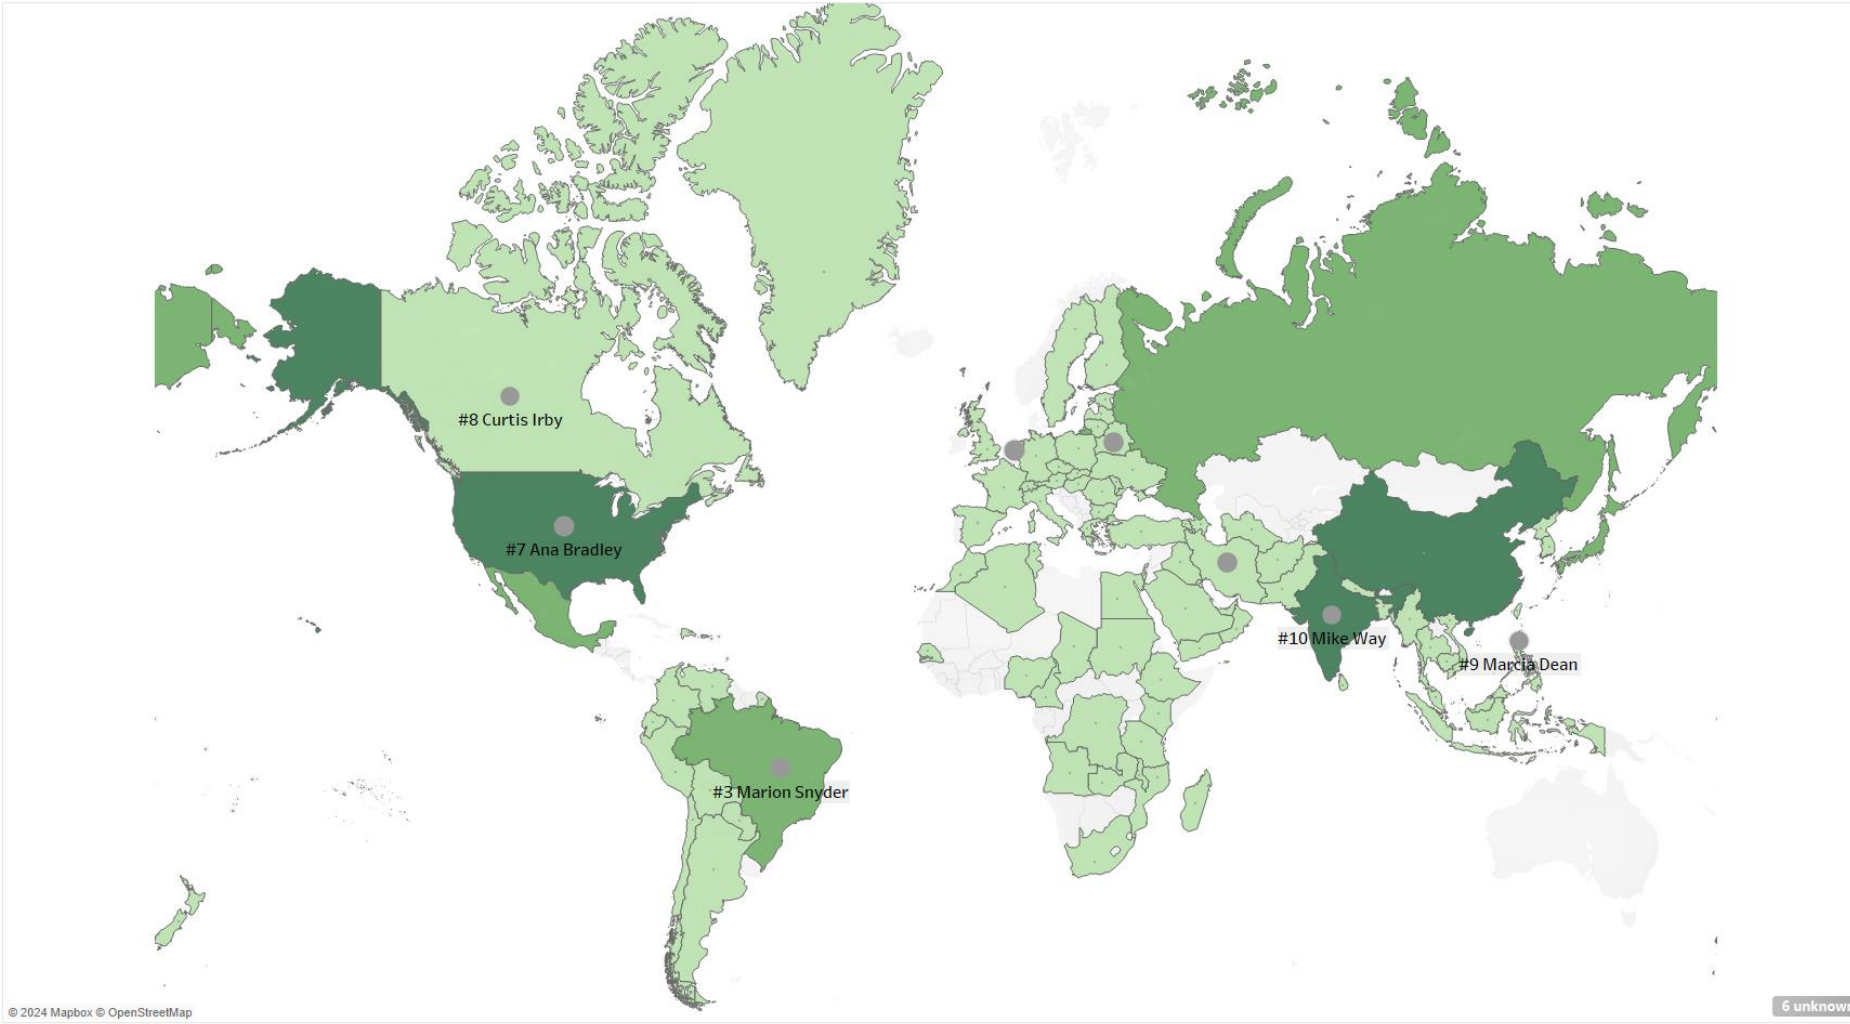 #8 Curtis Irby
#7 Ana Bradley
#10 Mike Way
#9 Marcia Dean
#3 Marion Snyder
© 2024 Mapbox © OpenStreetMap
6 unknown